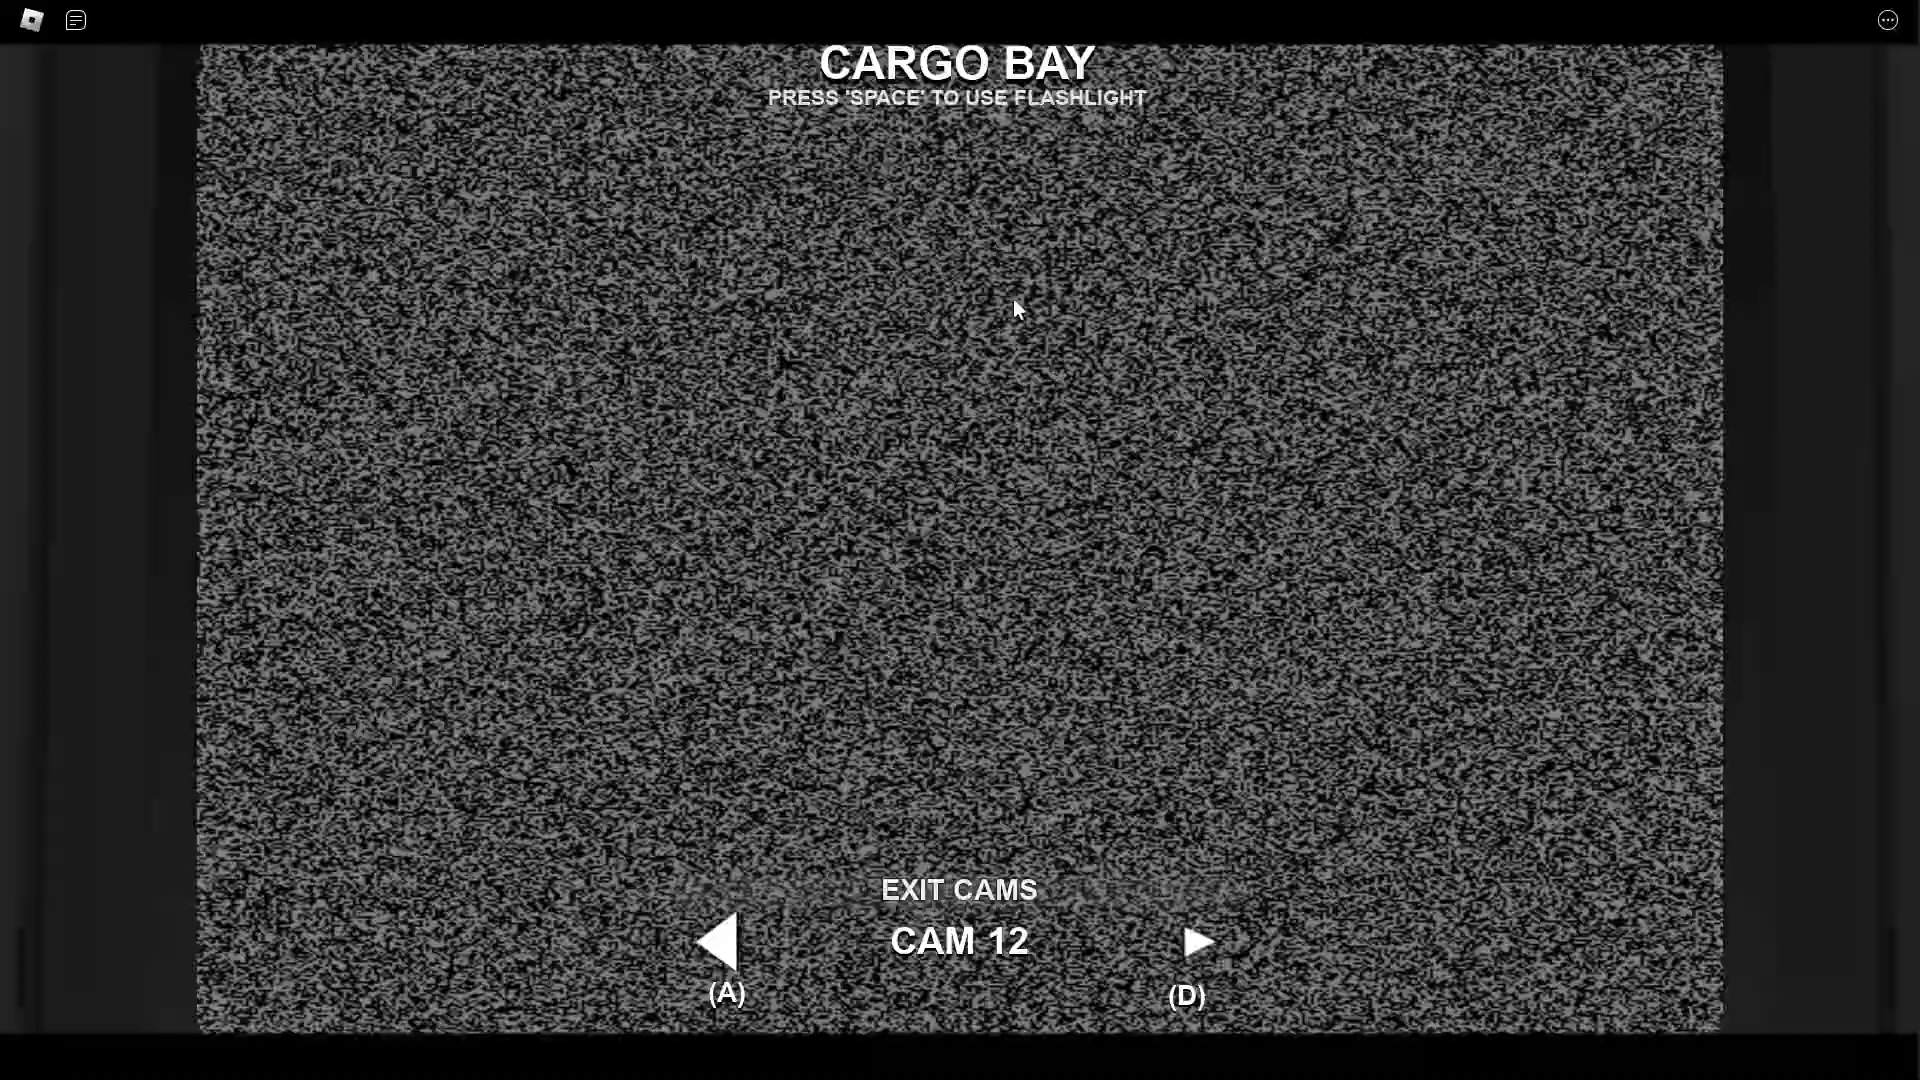 CARGO BAY
PRESS 'SPACE' TO USE FLASHLIGHT
EXIT CAMS
CAM 12
(A)
(D)